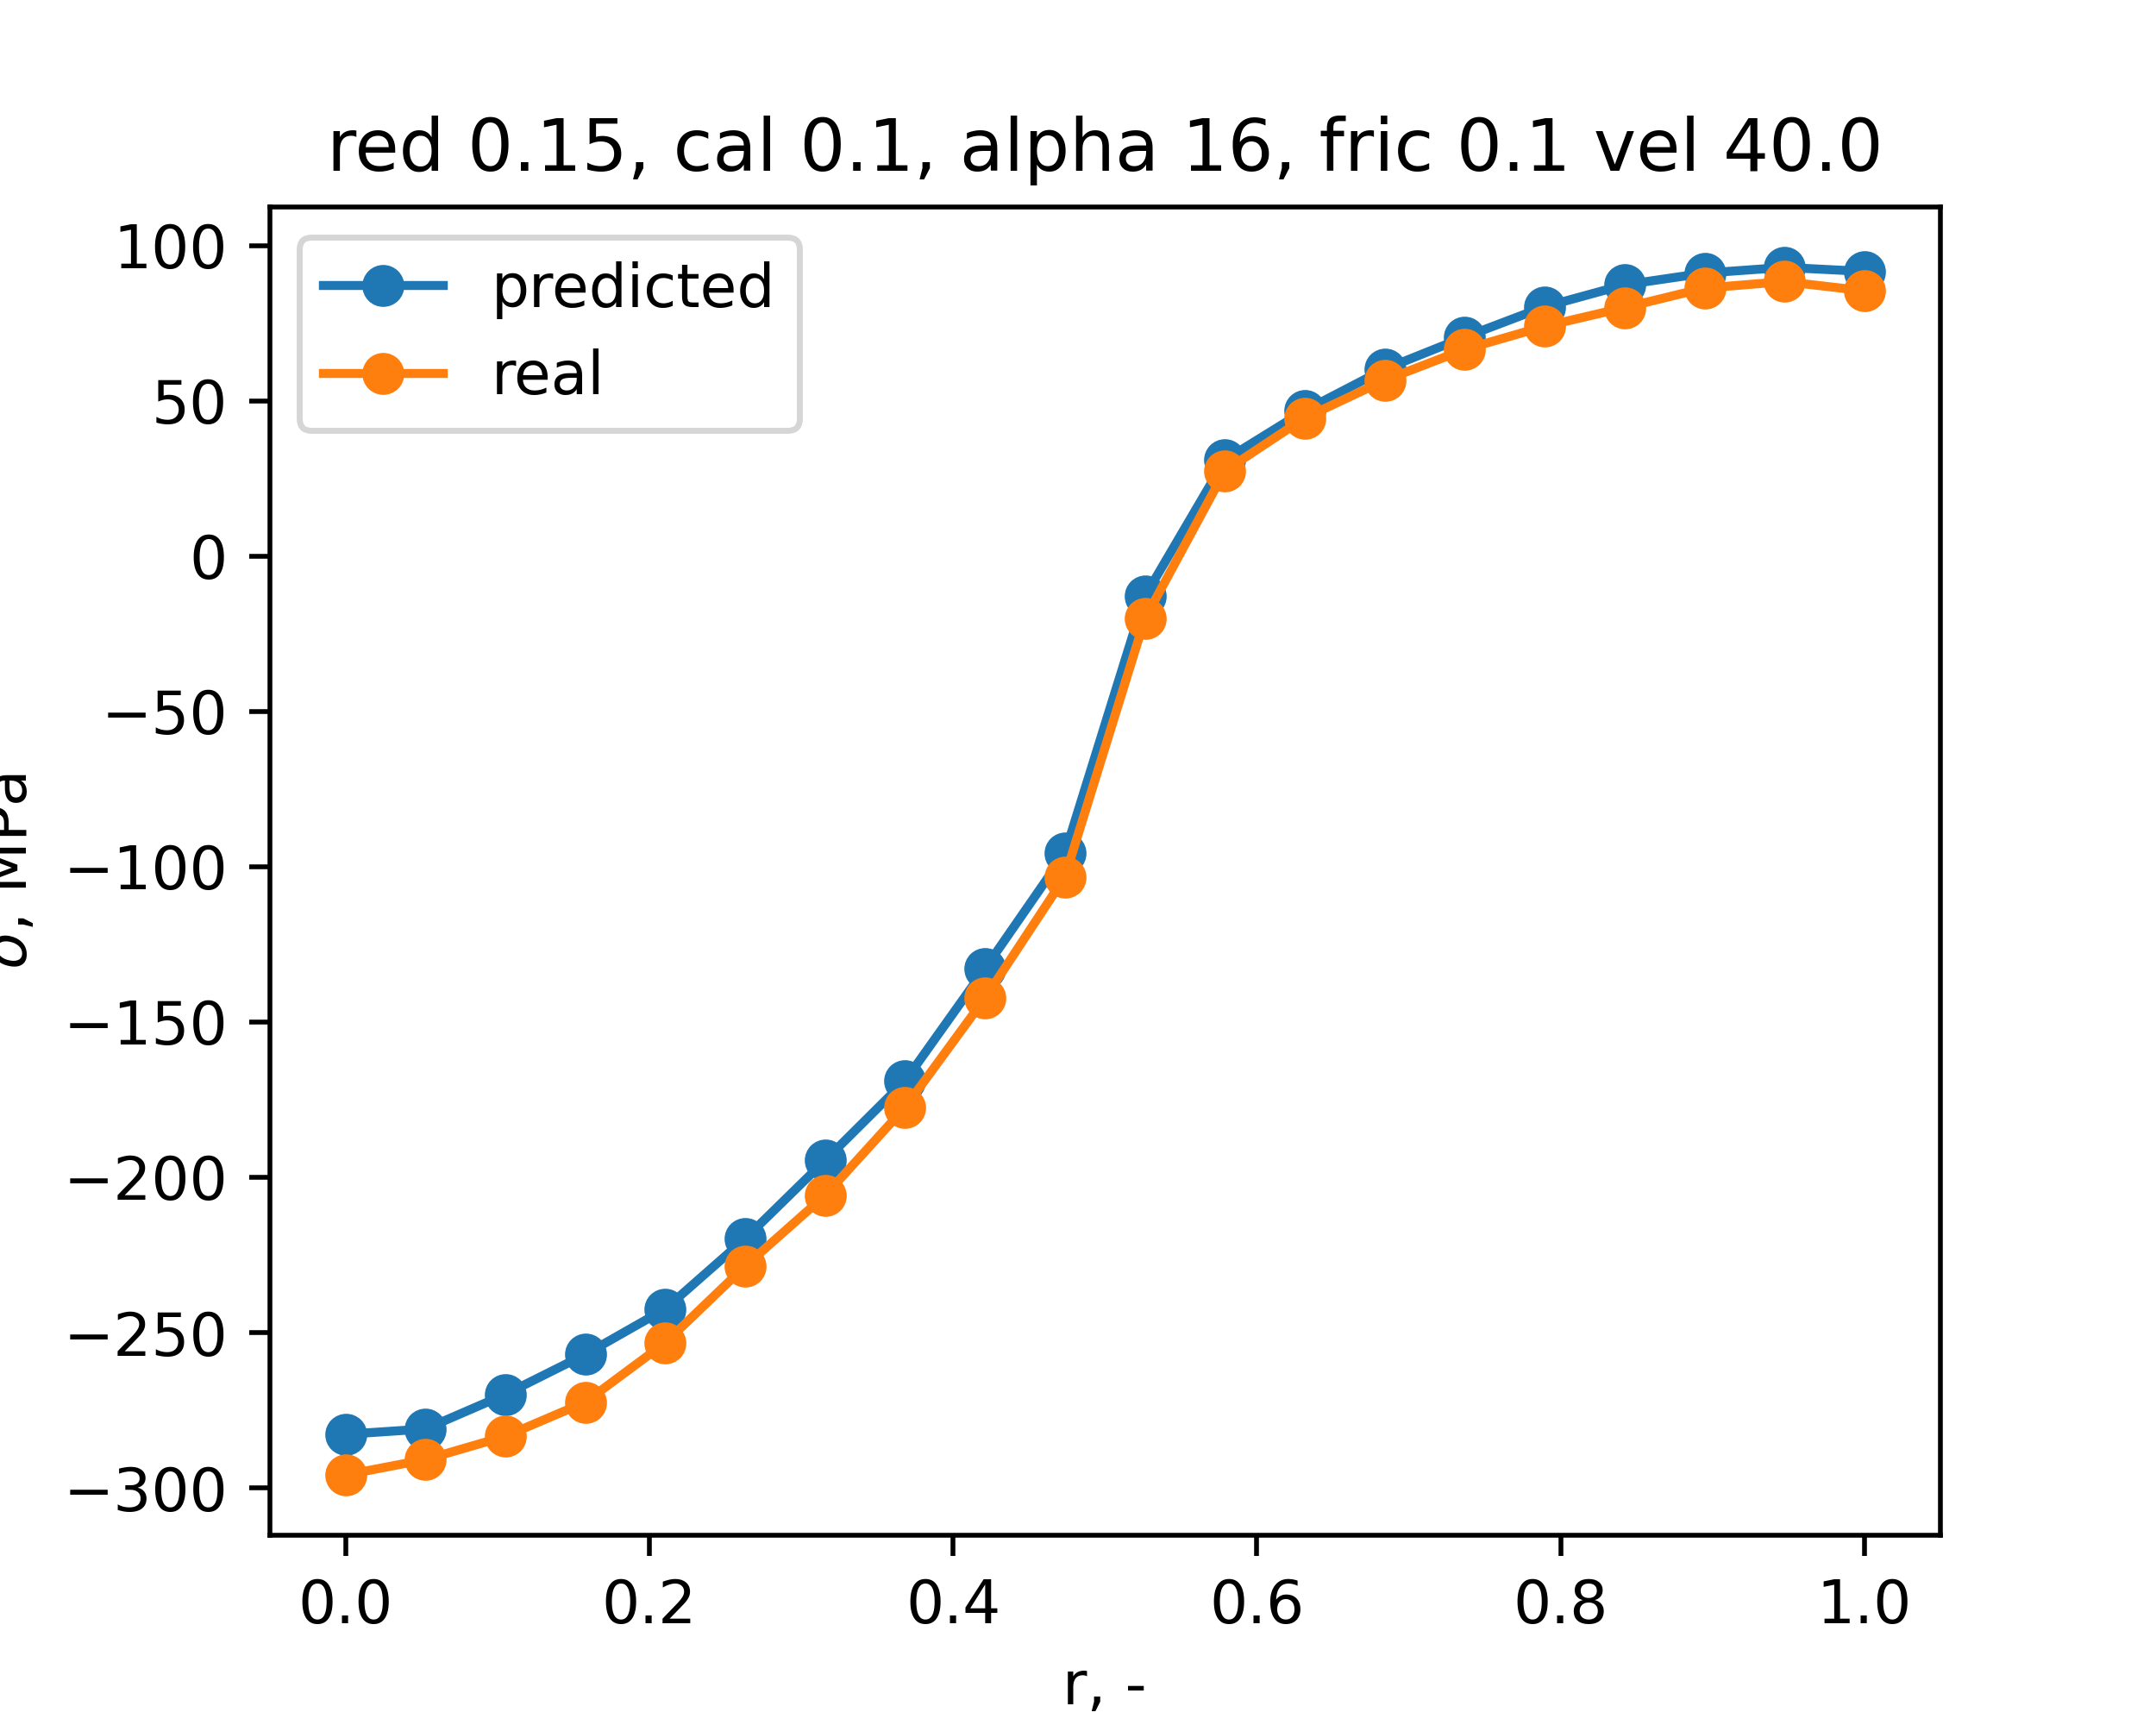 red 0.15, cal 0.1, alpha 16, fric 0.1 vel 40.0
predicted
real
100
50
0
−50
−100
−150
−200
−250
−300
, MPa
0.0 0.2 0.4 0.6 0.8 1.0
r, -